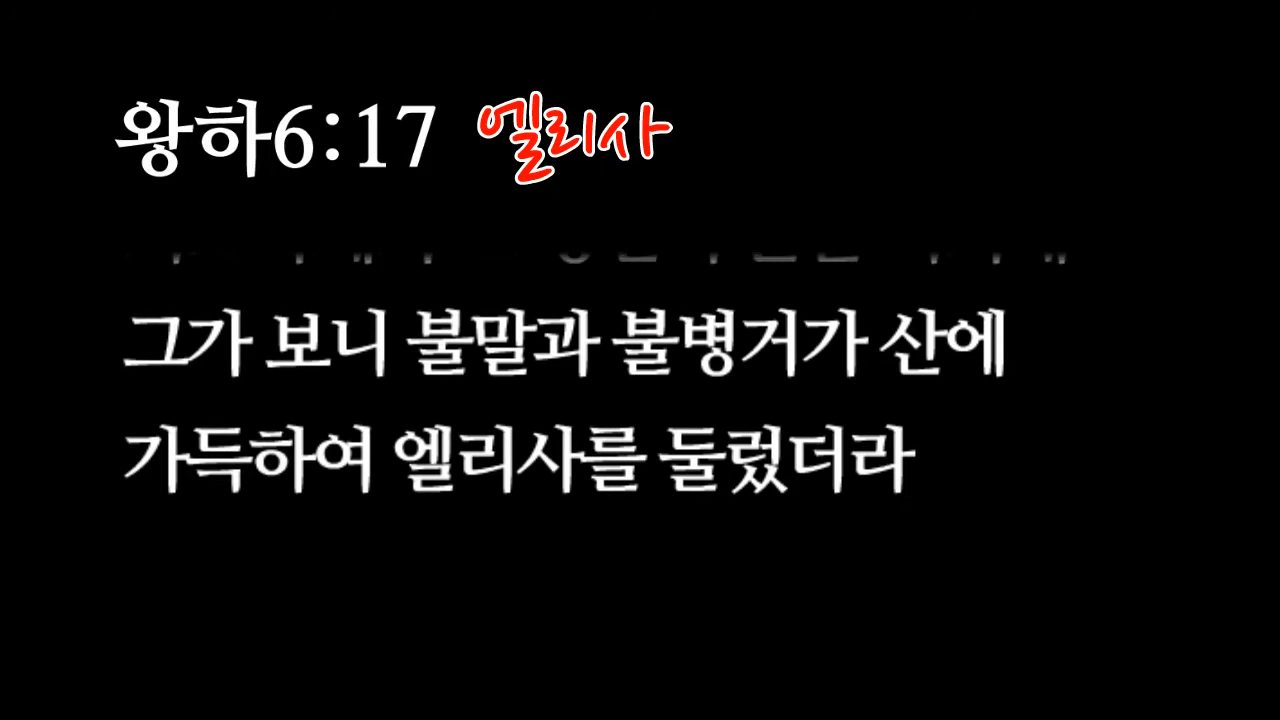 왕하6:17 엘리사
그가 보니 불말과 불병거가 산에
가득하여 엘리사를 둘렀더라